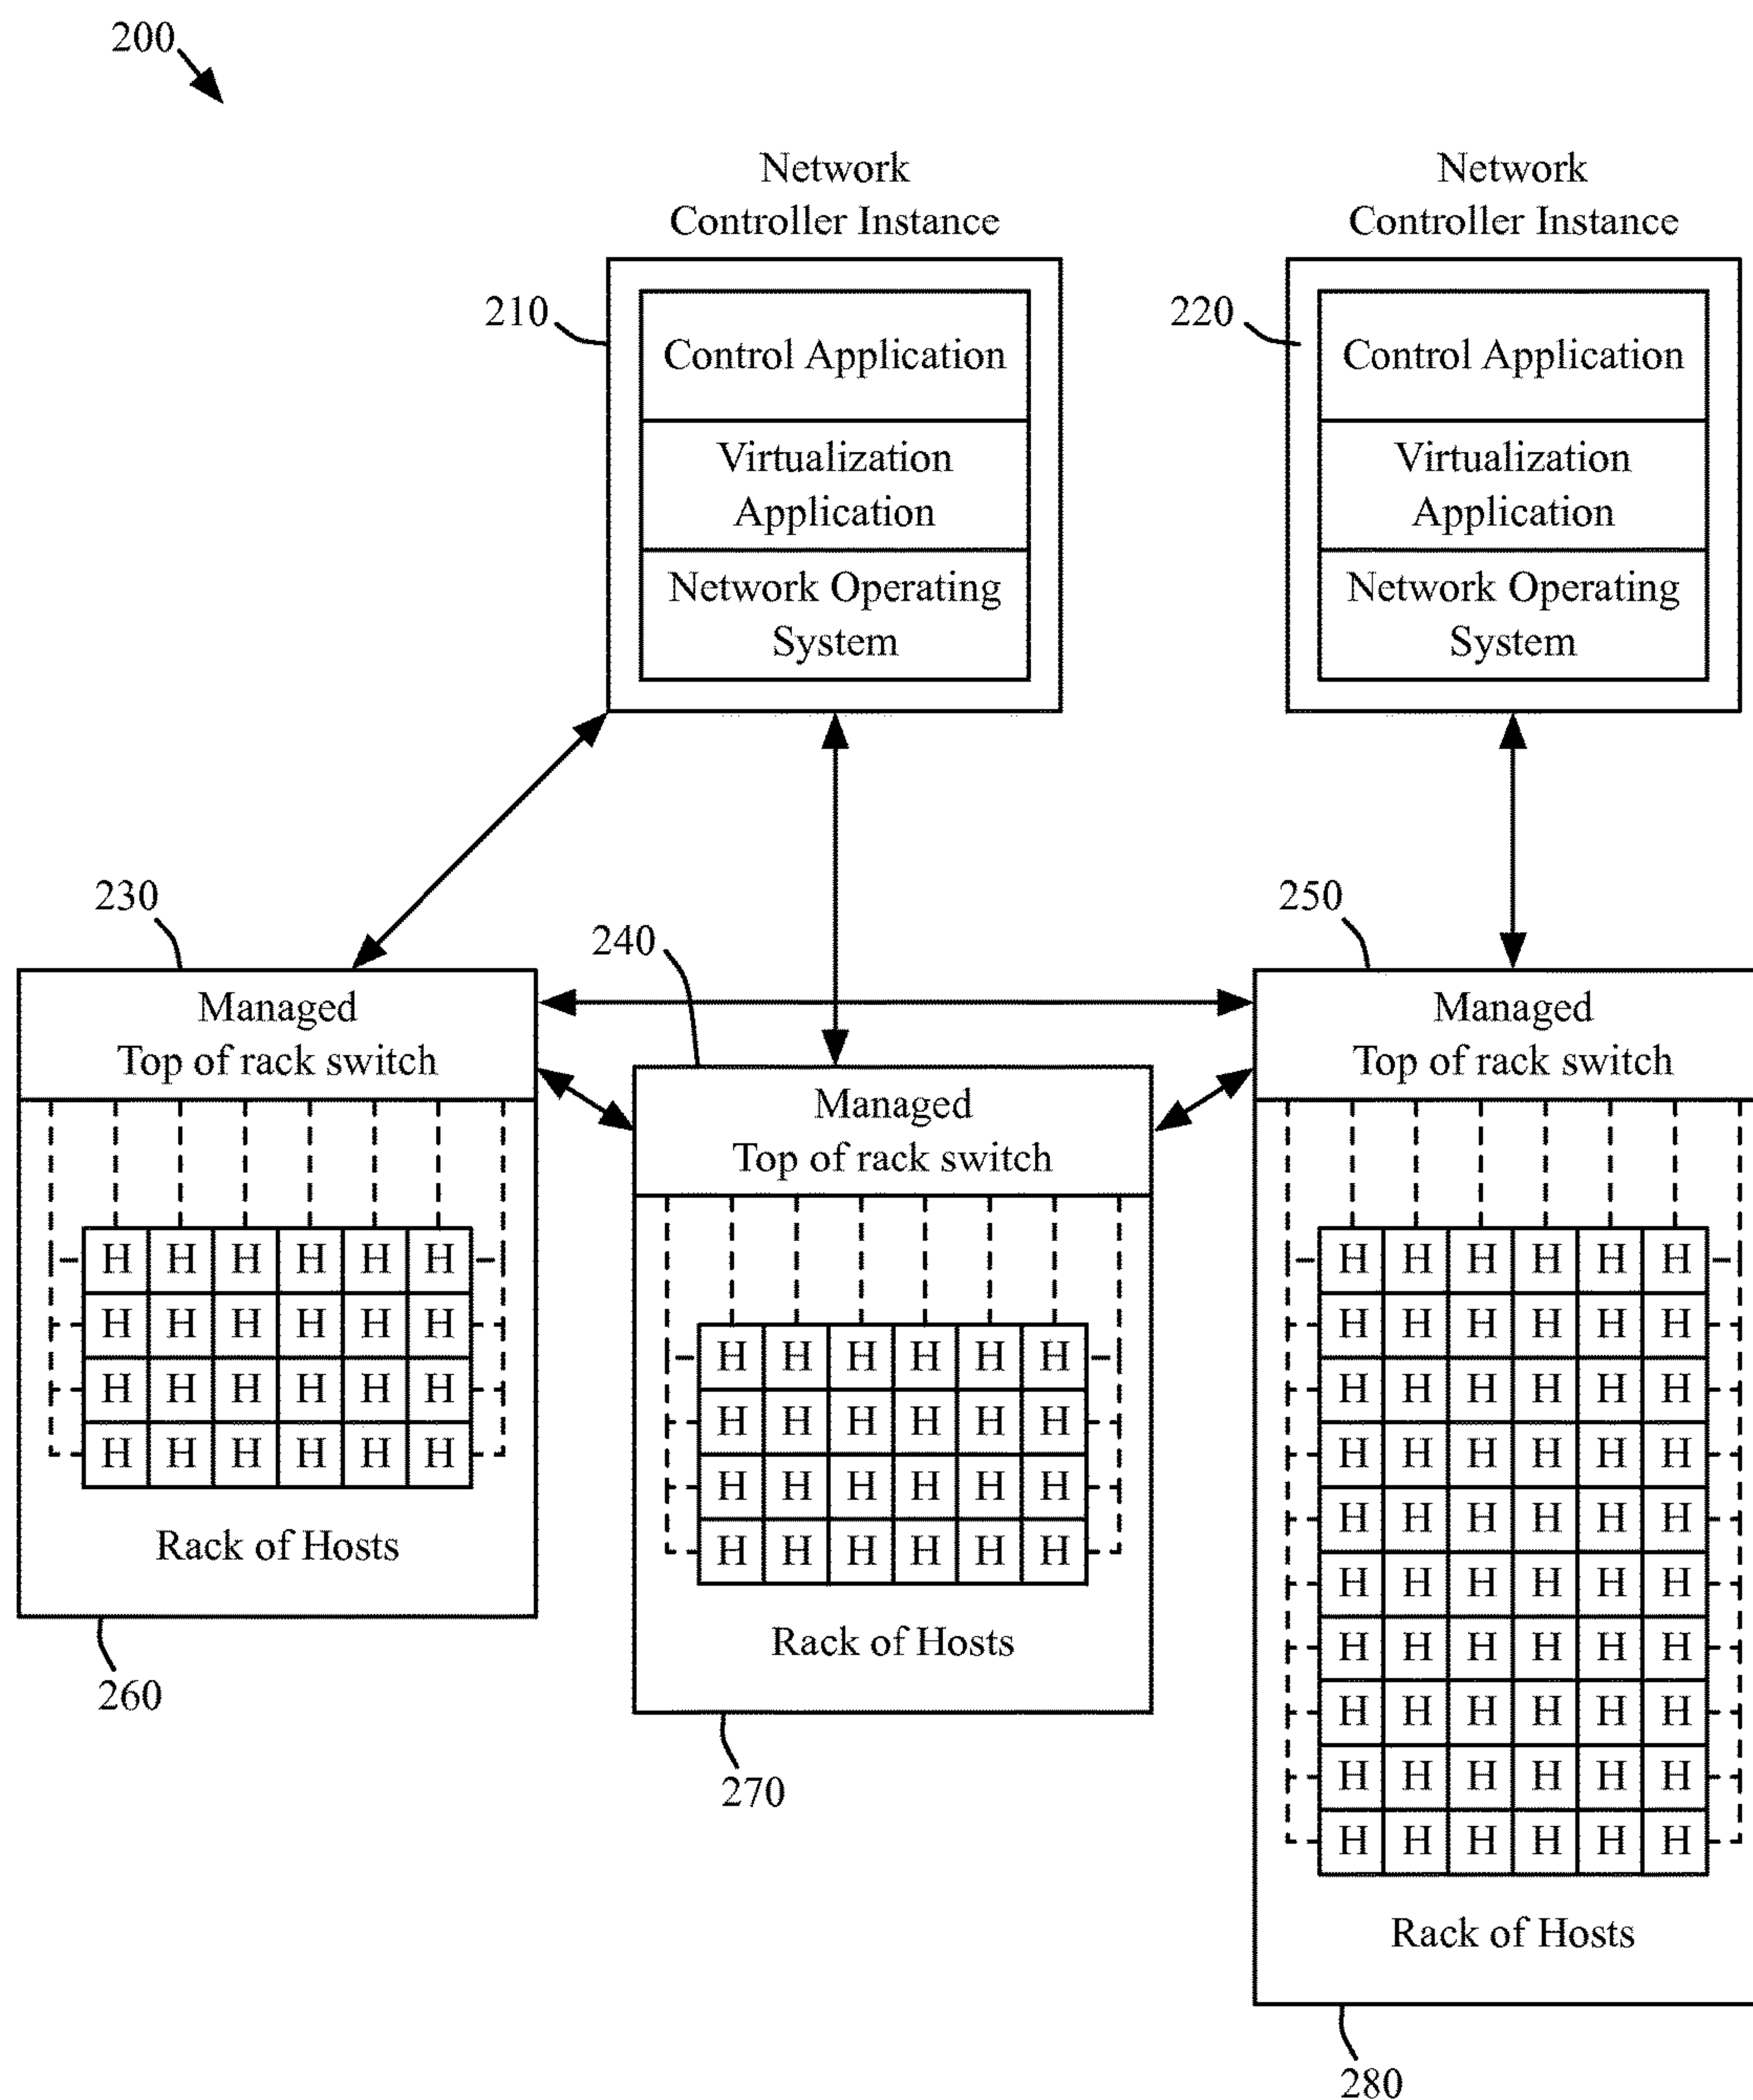 200
Network
Controller Instance
Network
Controller Instance
210
Control Application
Virtualization
Application
Network Operating
System
220
Control Application
Virtualization
Application
Network Operating
System
230
Managed
Top of rack switch
H H H H H H
H H H H H H
H H H H H H
H H H H H H
Rack of Hosts
260
240
Managed
Top of rack switch
H H H H H H
H H H H H H
H H H H H H
H H H H H H
Rack of Hosts
270
250
Managed
Top of rack switch
H H H H H H
H H H H H H
H H H H H H
H H H H H H
H H H H H H
H H H H H H
H H H H H H
H H H H H H
H H H H H H
H H H H H H
Rack of Hosts
280